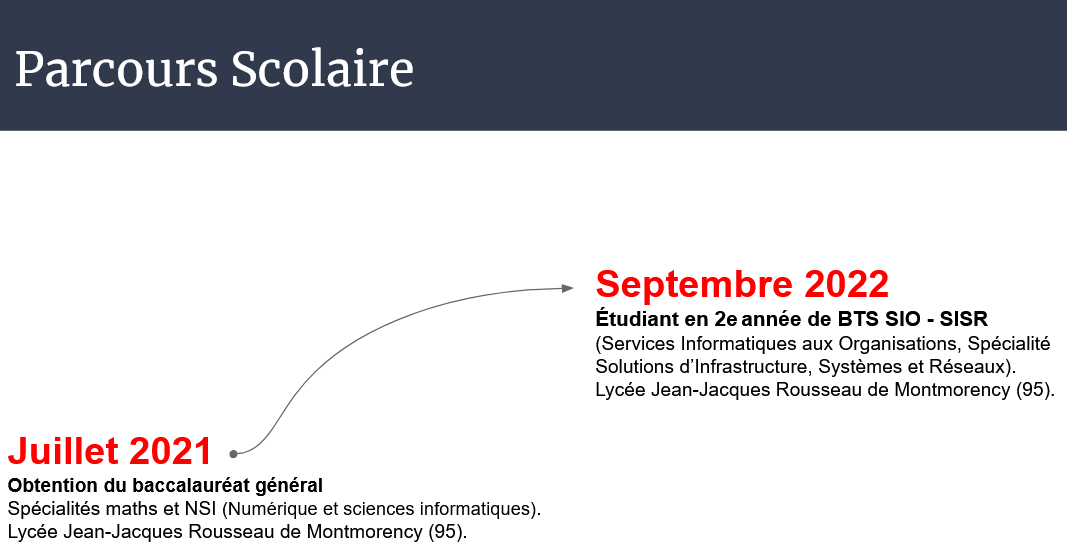 Parcours Scolaire
Septembre 2022
Étudiant en 2e année de BTS SIO - SISR
(Services Informatiques aux Organisations, Spécialité
Solutions d’Infrastructure, Systèmes et Réseaux).
Lycée Jean-Jacques Rousseau de Montmorency (95).
Juillet 2021
Obtention du baccalauréat général
Spécialités maths et NSI (Numérique et sciences informatiques).
Lycée Jean-Jacques Rousseau de Montmorency (95).